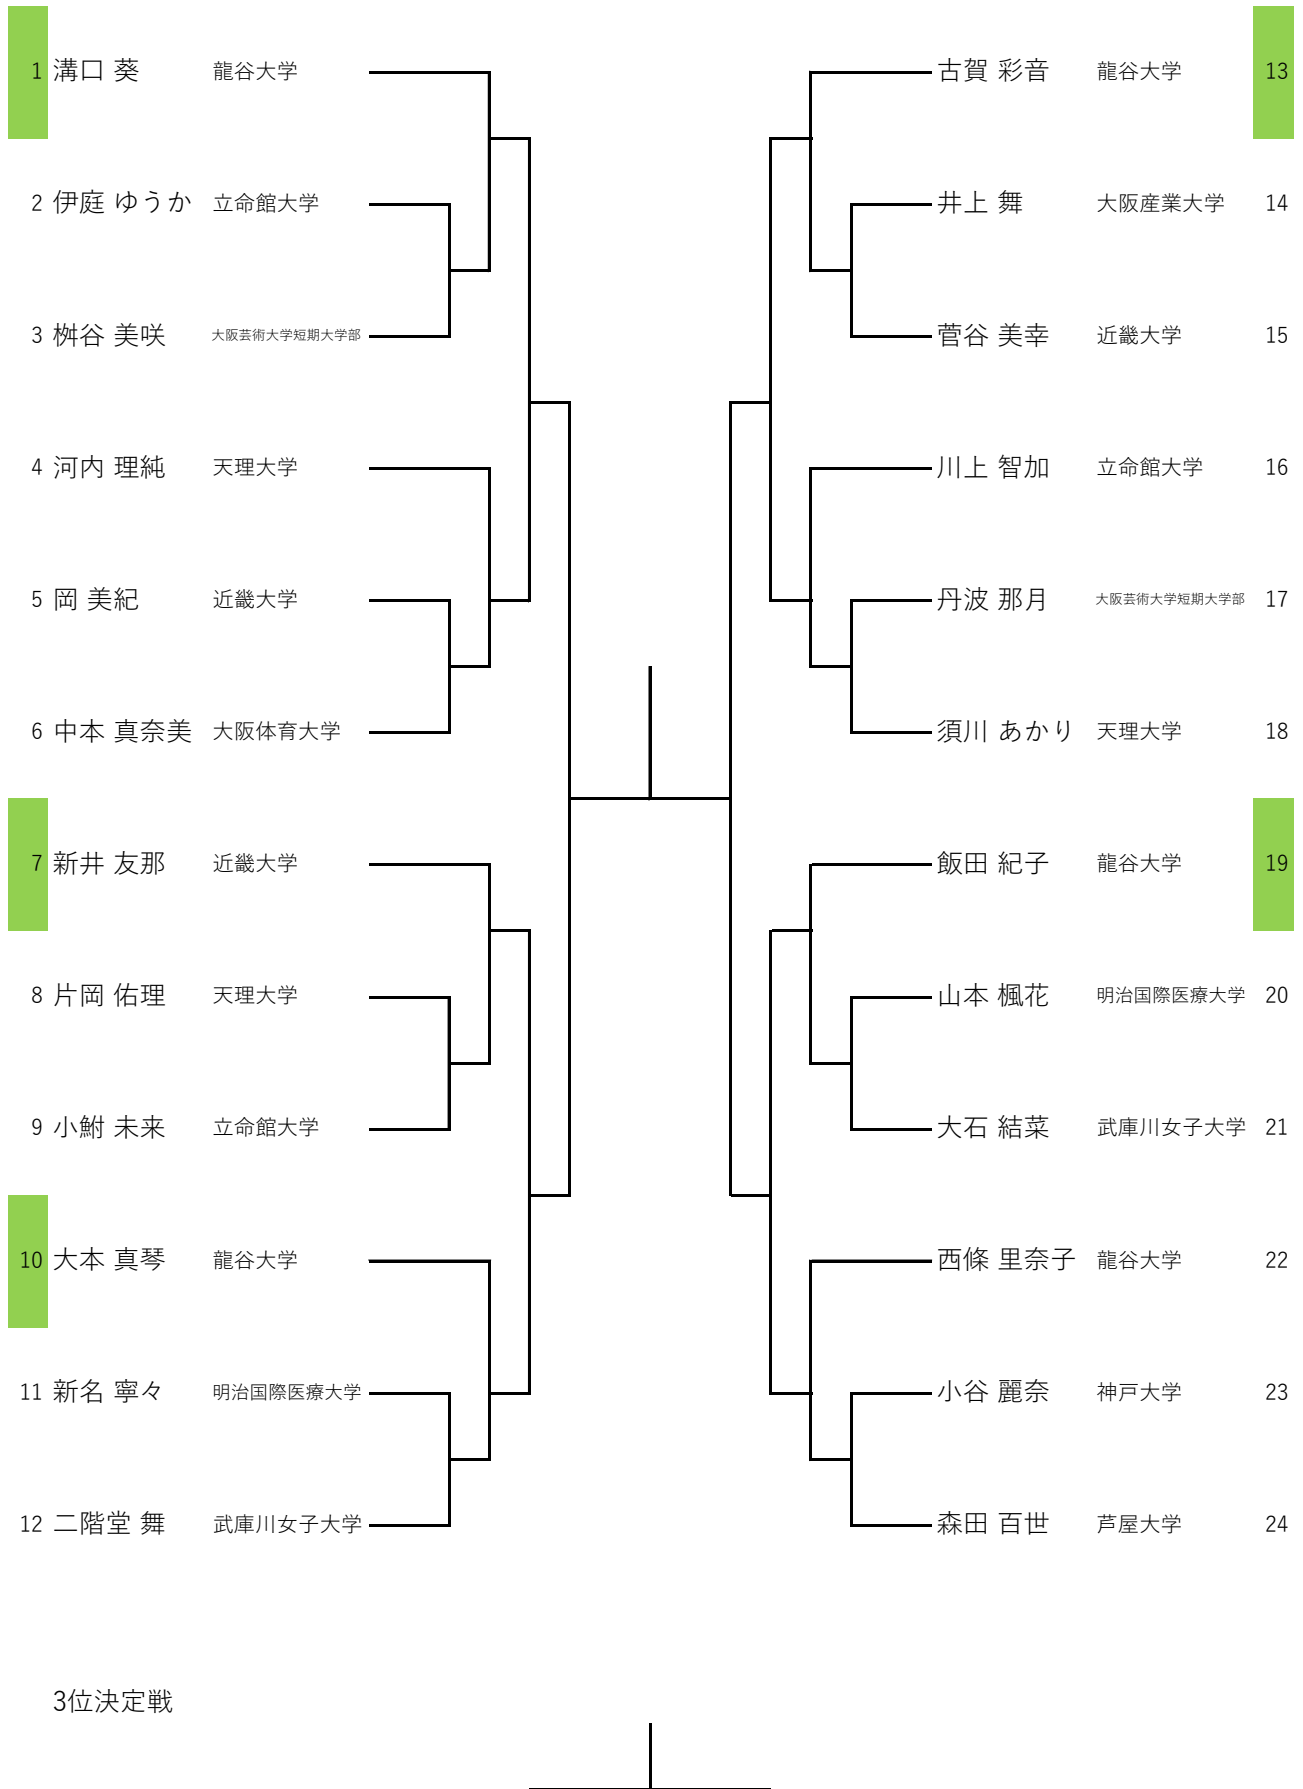 1 溝口 葵 龍谷大学
2 伊庭 ゆうか 立命館大学
3 桝谷 美咲 大阪芸術大学短期大学部
4 河内 理純 天理大学
5 岡 美紀 近畿大学
6 中本 真奈美 大阪体育大学
7 新井 友那 近畿大学
8 片岡 佑理 天理大学
9 小鮒 未来 立命館大学
10 大本 真琴 龍谷大学
11 新名 寧々 明治国際医療大学
12 二階堂 舞 武庫川女子大学
古賀 彩音 龍谷大学 13
井上 舞 大阪産業大学 14
菅谷 美幸 近畿大学 15
川上 智加 立命館大学 16
丹波 那月 大阪芸術大学短期大学部 17
須川 あかり 天理大学 18
飯田 紀子 龍谷大学 19
山本 楓花 明治国際医療大学 20
大石 結菜 武庫川女子大学 21
西條 里奈子 龍谷大学 22
小谷 麗奈 神戸大学 23
森田 百世 芦屋大学 24
3位決定戦